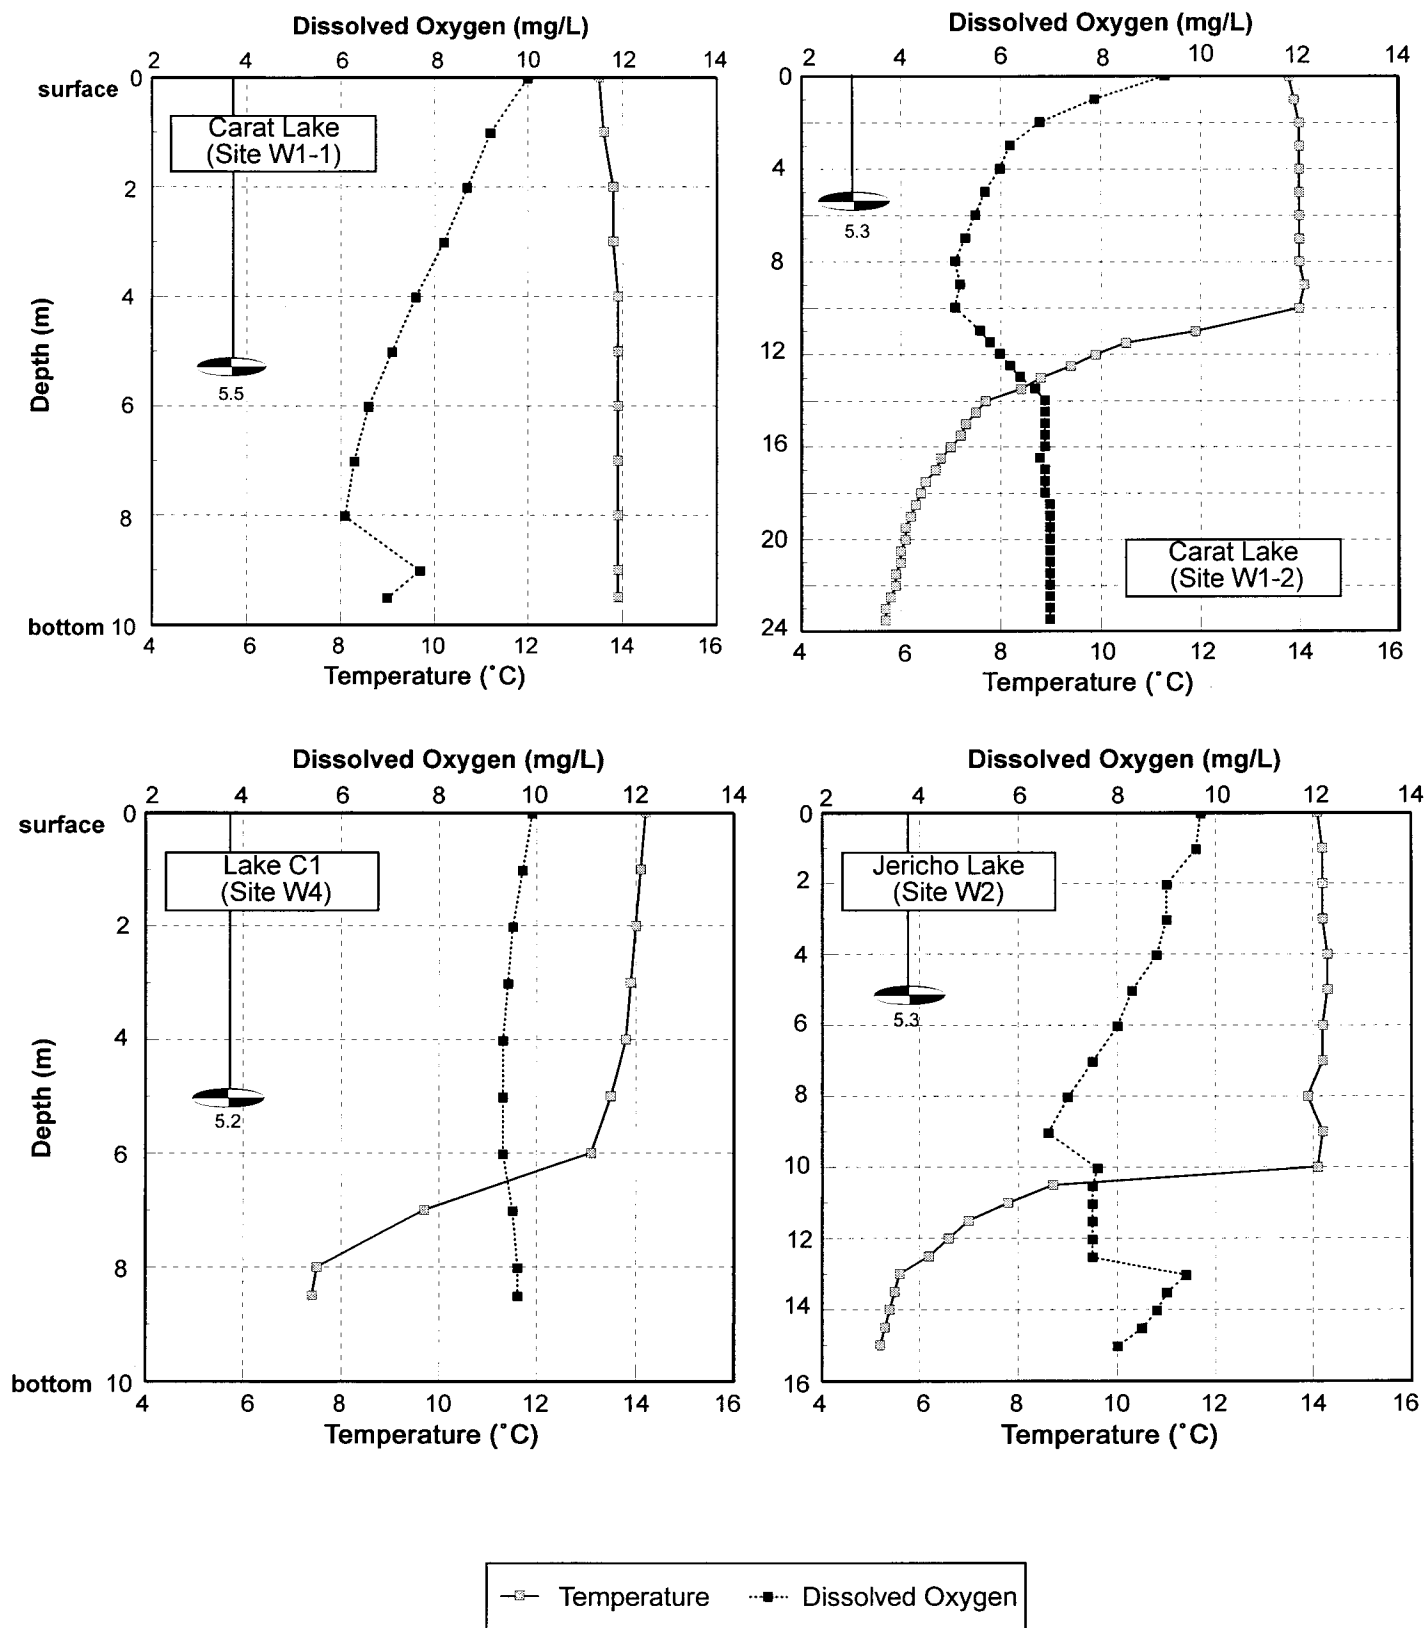 Dissolved Oxygen (mg/L)
2 4 6 8 10 12 14
surface
0
2
4
6
8
10
bottom
Depth (m)
Carat Lake
(Site W1-1)
5.5
4 6 8 10 12 14 16
Temperature (°C)
Dissolved Oxygen (mg/L)
2 4 6 8 10 12 14
0
4
8
12
16
20
24
5.3
Carat Lake
(Site W1-2)
4 6 8 10 12 14 16
Temperature (°C)
Dissolved Oxygen (mg/L)
2 4 6 8 10 12 14
surface
0
2
4
6
8
10
bottom
Depth (m)
Lake C1
(Site W4)
5.2
4 6 8 10 12 14 16
Temperature (°C)
Dissolved Oxygen (mg/L)
2 4 6 8 10 12 14
0
2
4
6
8
10
12
14
16
Jericho Lake
(Site W2)
5.3
4 6 8 10 12 14 16
Temperature (°C)
Temperature Dissolved Oxygen